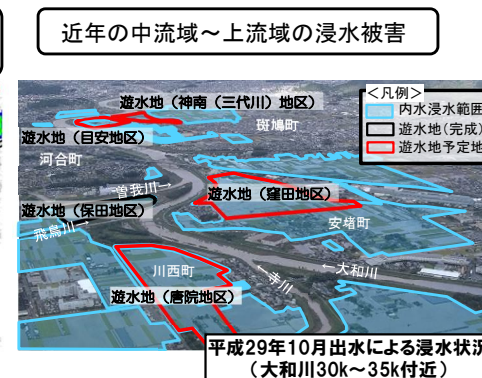 近年の中流域~上流域の浸水被害
<凡例>
内水浸水範囲
遊水地(完成)
遊水地予定地
遊水地(神南(三代川)地区)
斑鳩町
遊水地(目安地区)
河合町
曽我川→
遊水地(窪田地区)
遊水地(保田地区)
飛鳥川→
安堵町
←大和川
川西町
←寺川
遊水地(唐院地区)
平成29年10月出水による浸水状況
(大和川30k~35k付近)